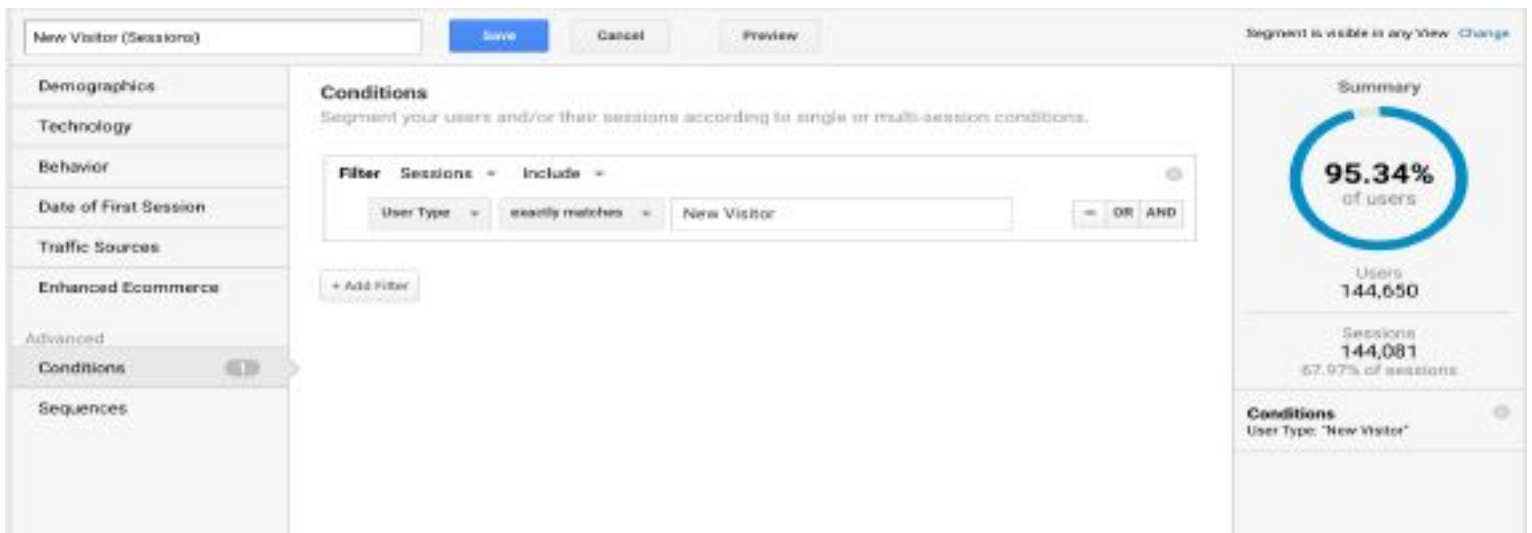 New Visitor (Sessions)
Save Cancel Preview
Segment is visible in any View Change
Demographics
Technology
Behavior
Date of First Session
Traffic Sources
Enhanced Ecommerce
Advanced
Conditions 1
Sequences
Conditions
Segment your users and/or their sessions according to single or multi-session conditions.
Filter Sessions Include
User Type exactly matches New Visitor - OR AND
+ Add Filter
Summary
95.34%
of users
Users
144,650
Sessions
144,081
67.97% of sessions
Conditions
User Type: "New Visitor"